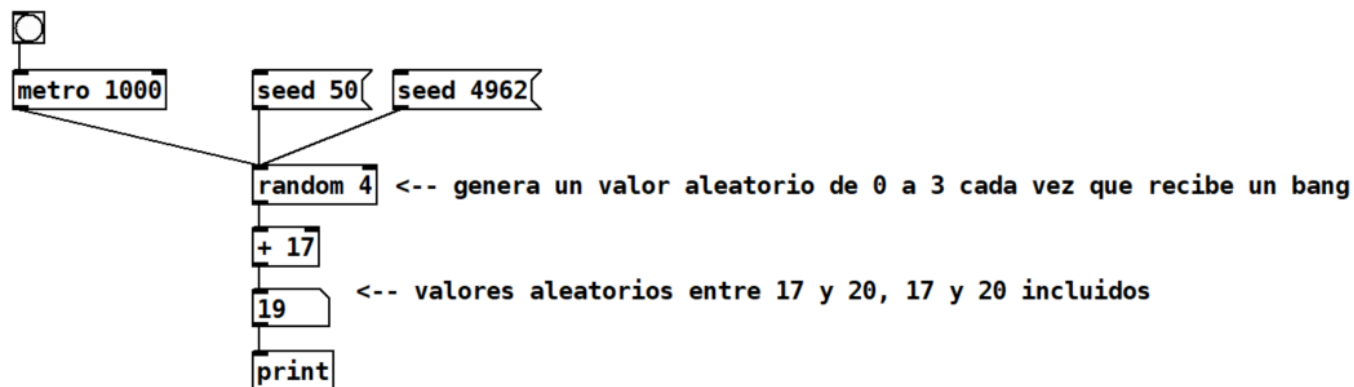 metro 1000
seed 50
seed 4962
random 4
<-- genera un valor aleatorio de 0 a 3 cada vez que recibe un bang
+ 17
<-- valores aleatorios entre 17 y 20, 17 y 20 incluidos
19
print